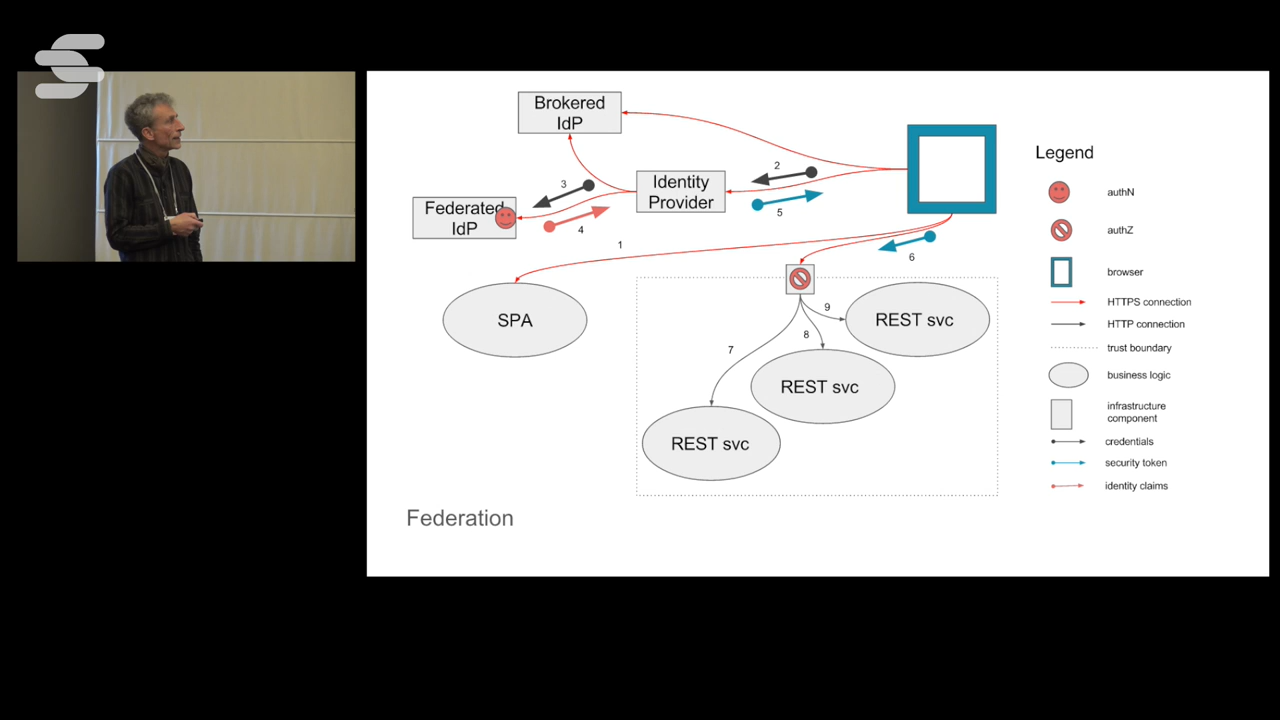 Brokered
IdP
Legend
2
3
Identity
Provider
authN
Federated
IdP
4
5
authZ
1
6
browser
9
HTTPS connection
SPA
REST svc
HTTP connection
8
7
trust boundary
REST svc
business logic
infrastructure
component
REST svc
credentials
security token
identity claims
Federation